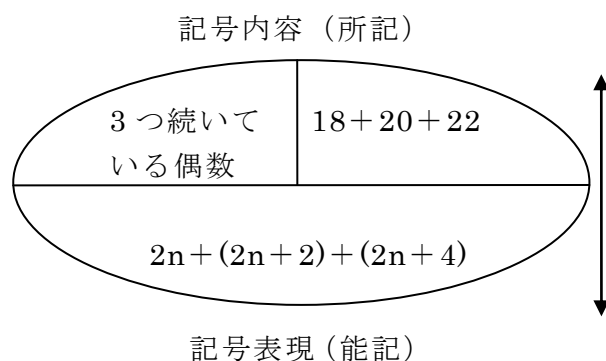 記号内容（所記）
3つ続いて
いる偶数
18＋20＋22
2n＋(2n＋2)＋(2n＋4)
記号表現（能記）